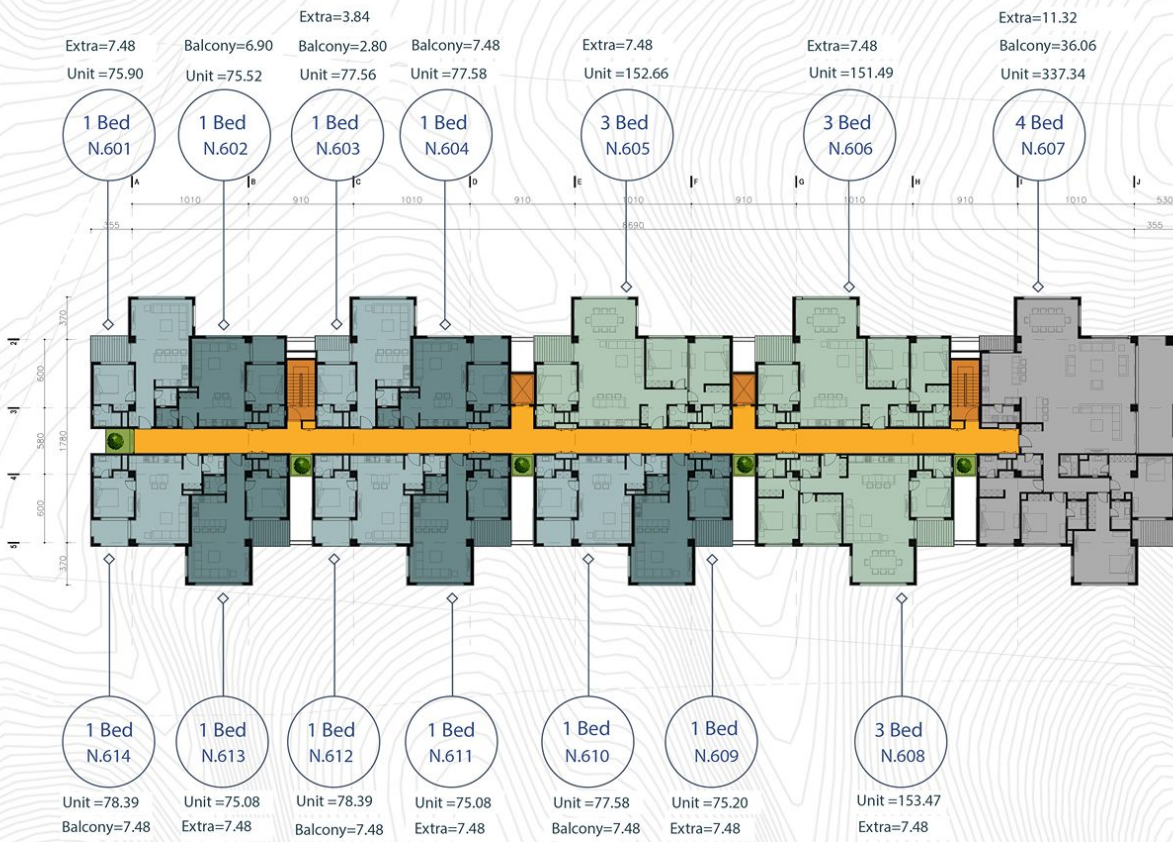 Extra=3.84
Extra=11.32
Extra=7.48
Balcony=6.90
Balcony=2.80
Balcony=7.48
Extra=7.48
Extra=7.48
Balcony=36.06
Unit =75.90
Unit =75.52
Unit =77.56
Unit =77.58
Unit =152.66
Unit =151.49
Unit =337.34
1 Bed
N.601
1 Bed
N.602
1 Bed
N.603
1 Bed
N.604
3 Bed
N.605
3 Bed
N.606
4 Bed
N.607
A
B
C
D
E
F
G
H
I
J
1010
910
1010
910
1010
910
1010
910
1010
530
355
8690
355
370
2
600
3
580
1780
4
600
5
370
1 Bed
N.614
1 Bed
N.613
1 Bed
N.612
1 Bed
N.611
1 Bed
N.610
1 Bed
N.609
3 Bed
N.608
Unit =78.39
Unit =75.08
Unit =78.39
Unit =75.08
Unit =77.58
Unit =75.20
Unit =153.47
Balcony=7.48
Extra=7.48
Balcony=7.48
Extra=7.48
Balcony=7.48
Extra=7.48
Extra=7.48